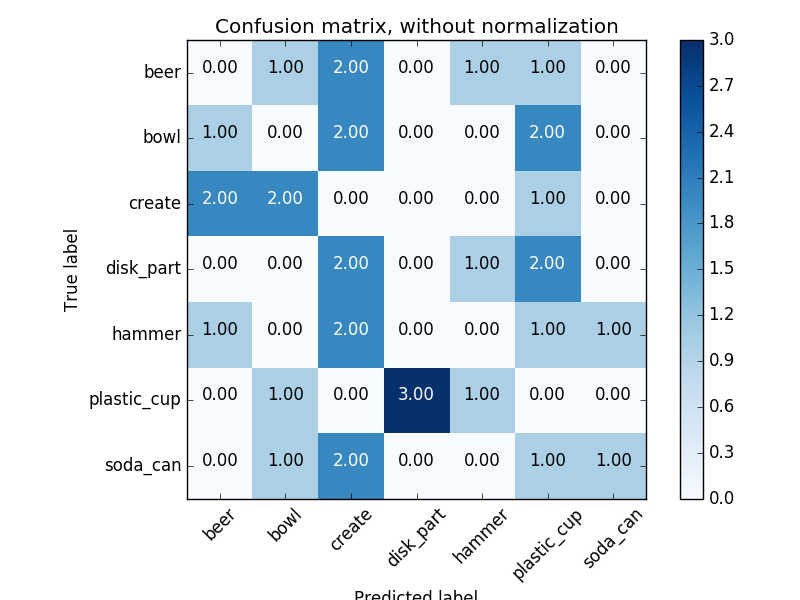 Confusion matrix, without normalization
beer 0.00 1.00 2.00 0.00 1.00 1.00 0.00
bowl 1.00 0.00 2.00 0.00 0.00 2.00 0.00
create 2.00 2.00 0.00 0.00 0.00 1.00 0.00
disk_part 0.00 0.00 2.00 0.00 1.00 2.00 0.00
hammer 1.00 0.00 2.00 0.00 0.00 1.00 1.00
plastic_cup 0.00 1.00 0.00 3.00 1.00 0.00 0.00
soda_can 0.00 1.00 2.00 0.00 0.00 1.00 1.00
True label
beer bowl create disk_part hammer plastic_cup soda_can
Predicted label
3.0
2.7
2.4
2.1
1.8
1.5
1.2
0.9
0.6
0.3
0.0